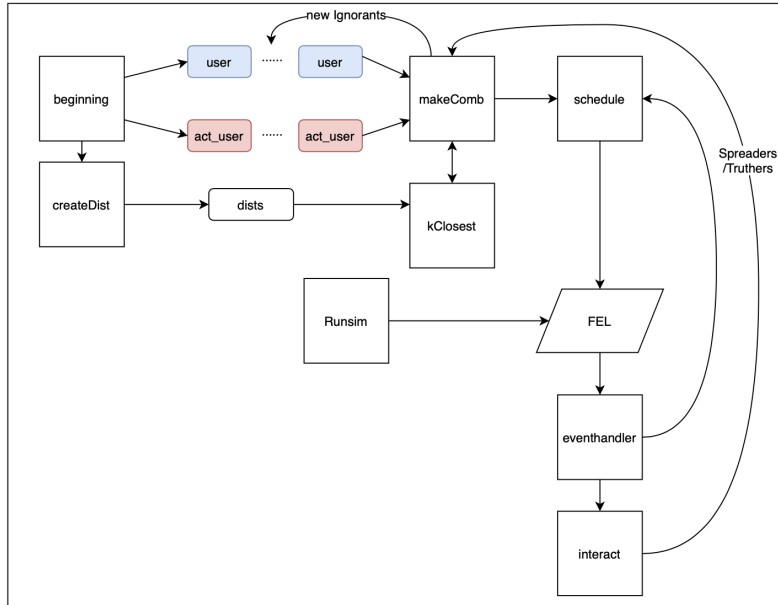 new Ignorants
user
......
user
beginning
makeComb
schedule
act_user
......
act_user
Spreaders
/Truthers
createDist
dists
kClosest
Runsim
FEL
eventhandler
interact